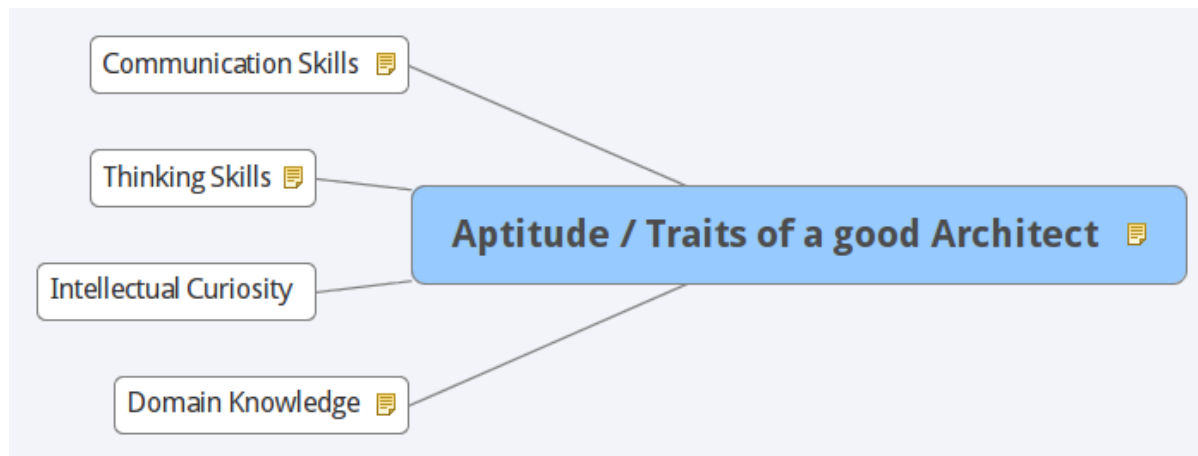 Communication Skills
Thinking Skills
Aptitude / Traits of a good Architect
Intellectual Curiosity
Domain Knowledge